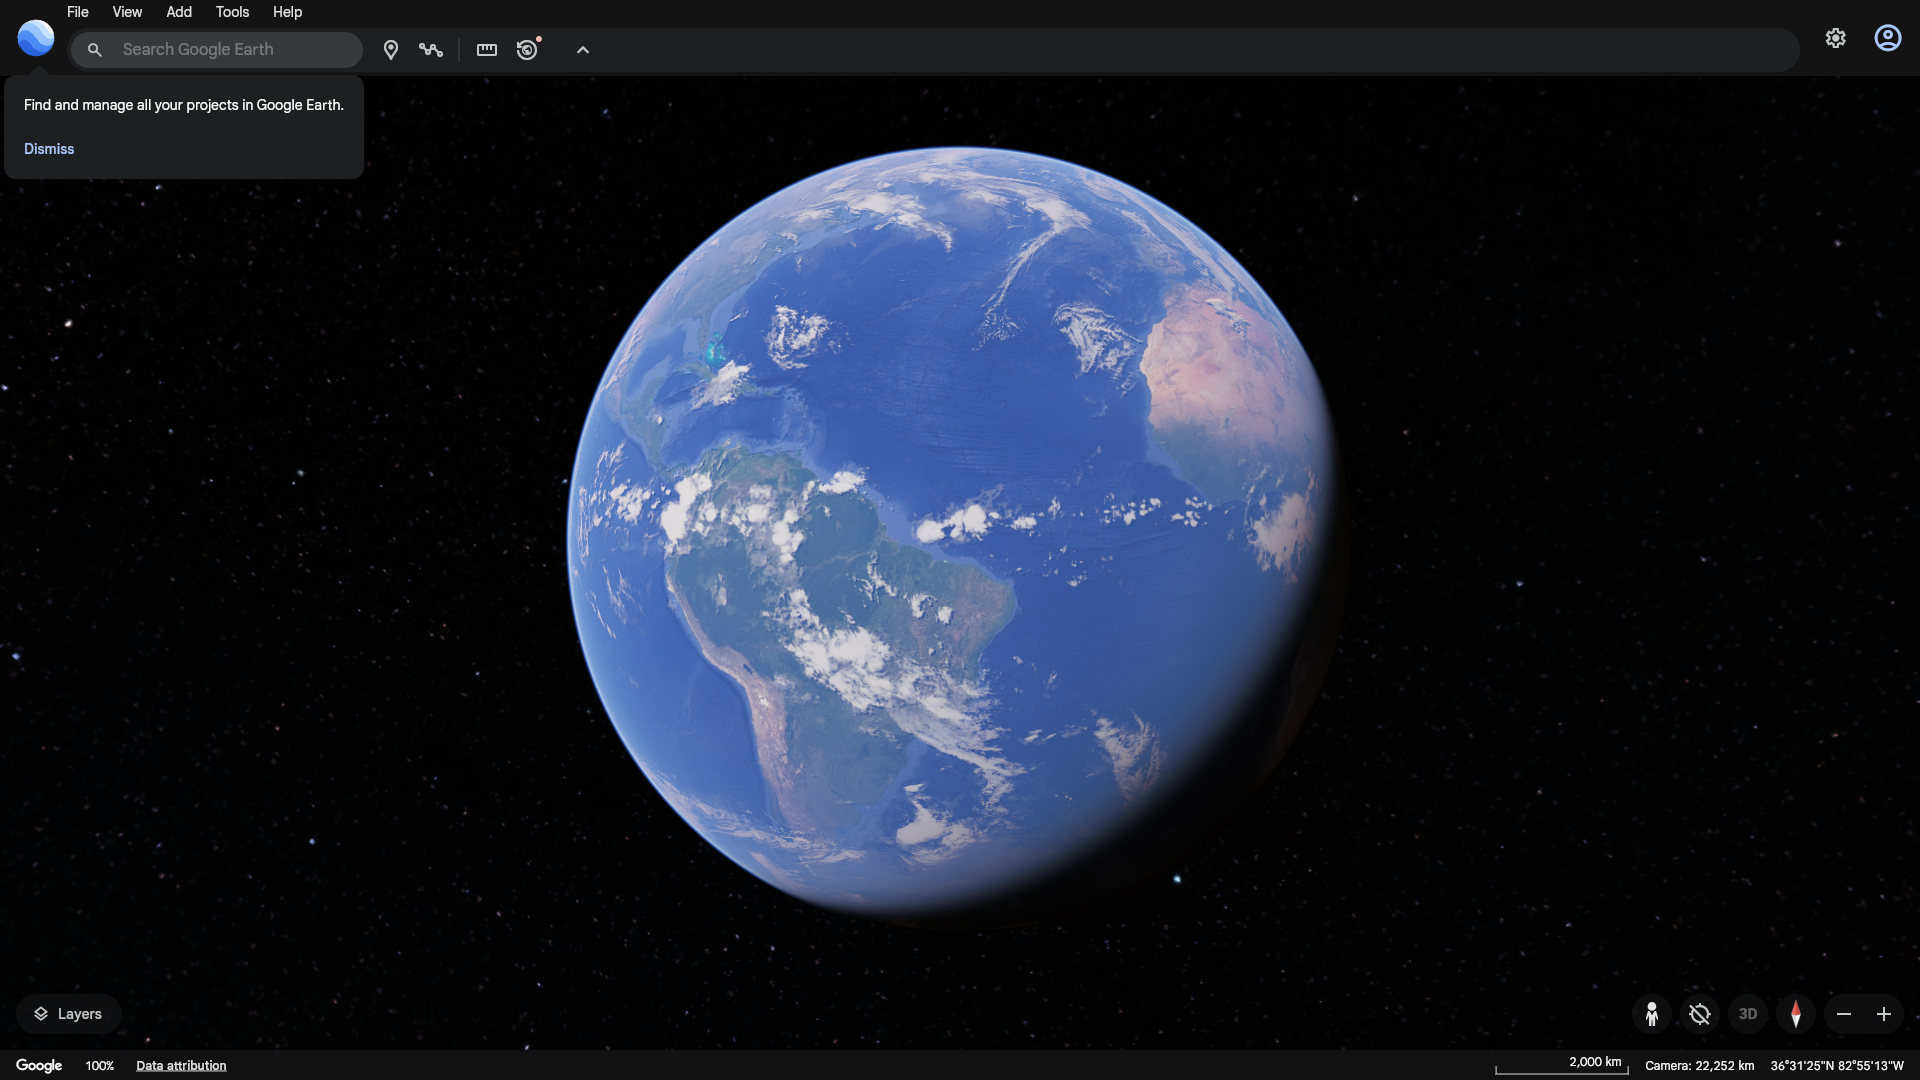 File View Add Tools Help
Search Google Earth
Find and manage all your projects in Google Earth.
Dismiss
Layers
3D
Google 100% Data attribution 2,000 km Camera: 22,252 km 36°31'25"N 82°55'13"W